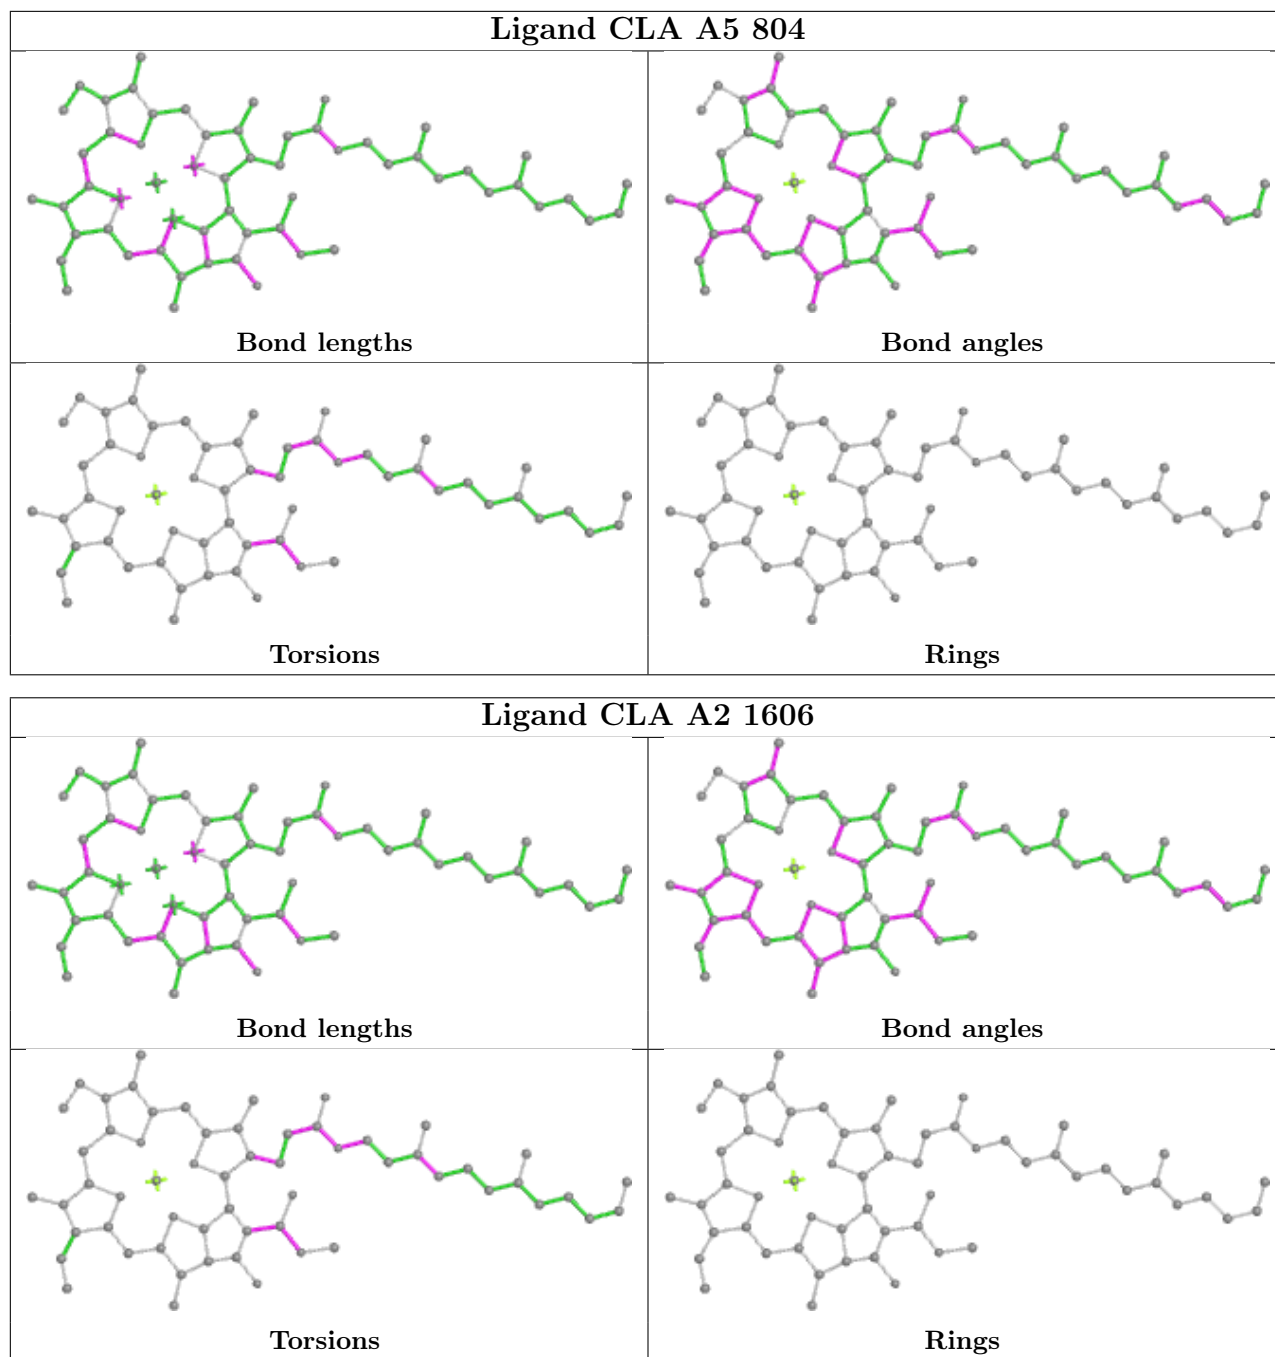 Ligand CLA A5 804
Bond lengths
Bond angles
Torsions
Rings
Ligand CLA A2 1606
Bond lengths
Bond angles
Torsions
Rings